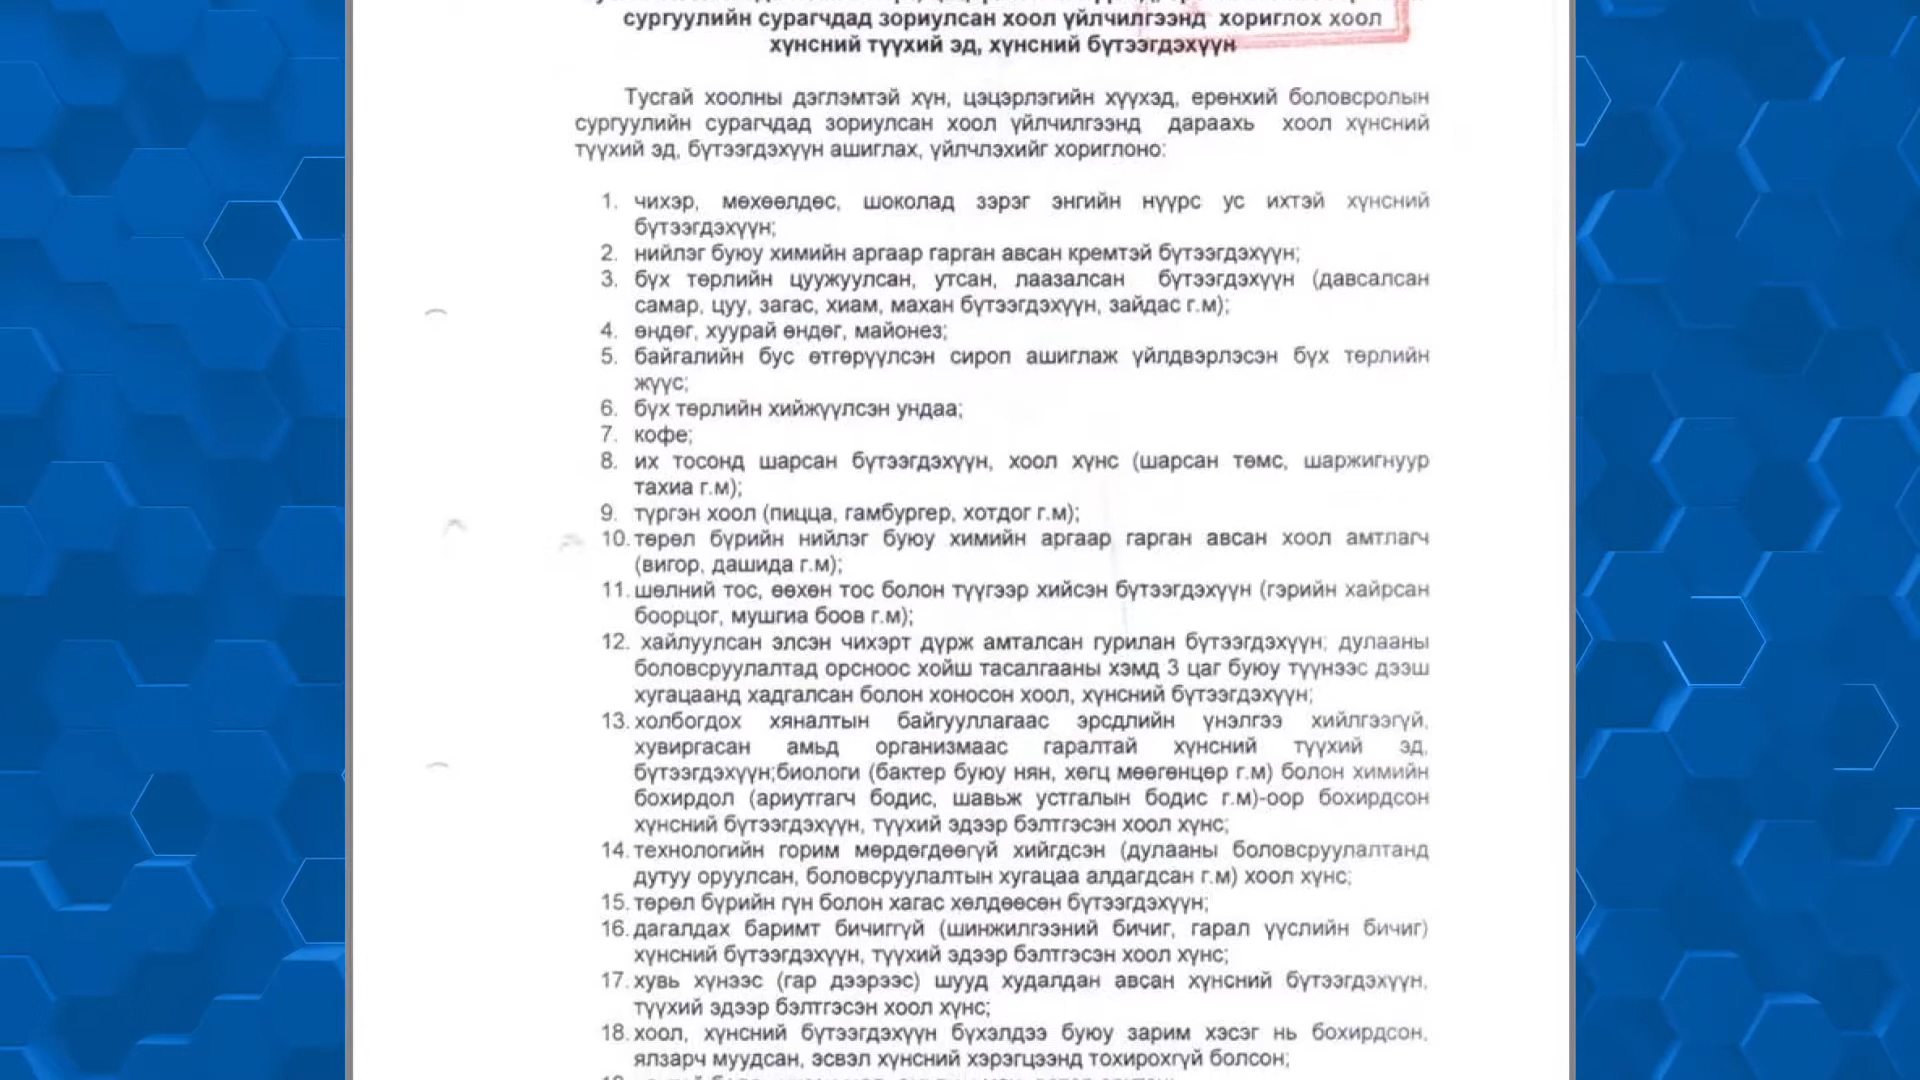 сургуулийн сурагчдад зориулсан хоол үйлчилгээнд хориглох хоол
хүнсний түүхий эд, хүнсний бүтээгдэхүүн
Тусгай хоолны дэглэмтэй хүн, цэцэрлэгийн хүүхэд, ерөнхий боловсролын
сургуулийн сурагчдад зориулсан хоол үйлчилгээнд дараахь хоол хүнсний
түүхий эд, бүтээгдэхүүн ашиглах, үйлчлэхийг хориглоно:
1. чихэр, мөхөөлдөс, шоколад зэрэг энгийн нүүрс ус ихтэй хүнсний
бүтээгдэхүүн;
2. нийлэг буюу химийн аргаар гарган авсан кремтэй бүтээгдэхүүн;
3. бүх төрлийн цуужуулсан, утсан, лаазалсан бүтээгдэхүүн (давсалсан
самар, цуу, загас, хиам, махан бүтээгдэхүүн, зайдас г.м);
4. өндөг, хуурай өндөг, майонез;
5. байгалийн бус өтгөрүүлсэн сироп ашиглаж үйлдвэрлэсэн бүх төрлийн
жүүс;
6. бүх төрлийн хийжүүлсэн ундаа;
7. кофе;
8. их тосонд шарсан бүтээгдэхүүн, хоол хүнс (шарсан төмс, шаржигнуур
тахиа г.м);
9. түргэн хоол (пицца, гамбургер, хотдог г.м);
10. төрөл бүрийн нийлэг буюу химийн аргаар гарган авсан хоол амтлагч
(вигор, дашида г.м);
11. шөлний тос, өөхөн тос болон түүгээр хийсэн бүтээгдэхүүн (гэрийн хайрсан
боорцог, мушгиа боов г.м);
12. хайлуулсан элсэн чихэрт дүрж амталсан гурилан бүтээгдэхүүн; дулааны
боловсруулалтад орсноос хойш тасалгааны хэмд 3 цаг буюу түүнээс дээш
хугацаанд хадгалсан болон хоносон хоол, хүнсний бүтээгдэхүүн;
13. холбогдох хяналтын байгууллагаас эрсдлийн үнэлгээ хийлгээгүй,
хувиргасан амьд организмаас гаралтай хүнсний түүхий эд,
бүтээгдэхүүн;биологи (бактер буюу нян, хөгц мөөгөнцөр г.м) болон химийн
бохирдол (ариутгагч бодис, шавьж устгалын бодис г.м)-оор бохирдсон
хүнсний бүтээгдэхүүн, түүхий эдээр бэлтгэсэн хоол хүнс;
14. технологийн горим мөрдөгдөөгүй хийгдсэн (дулааны боловсруулалтанд
дутуу оруулсан, боловсруулалтын хугацаа алдагдсан г.м) хоол хүнс;
15. төрөл бүрийн гүн болон хагас хөлдөөсөн бүтээгдэхүүн;
16. дагалдах баримт бичиггүй (шинжилгээний бичиг, гарал үүслийн бичиг)
хүнсний бүтээгдэхүүн, түүхий эдээр бэлтгэсэн хоол хүнс;
17. хувь хүнээс (гар дээрээс) шууд худалдан авсан хүнсний бүтээгдэхүүн,
түүхий эдээр бэлтгэсэн хоол хүнс;
18. хоол, хүнсний бүтээгдэхүүн бүхэлдээ буюу зарим хэсэг нь бохирдсон,
ялзарч муудсан, эсвэл хүнсний хэрэгцээнд тохирохгүй болсон;